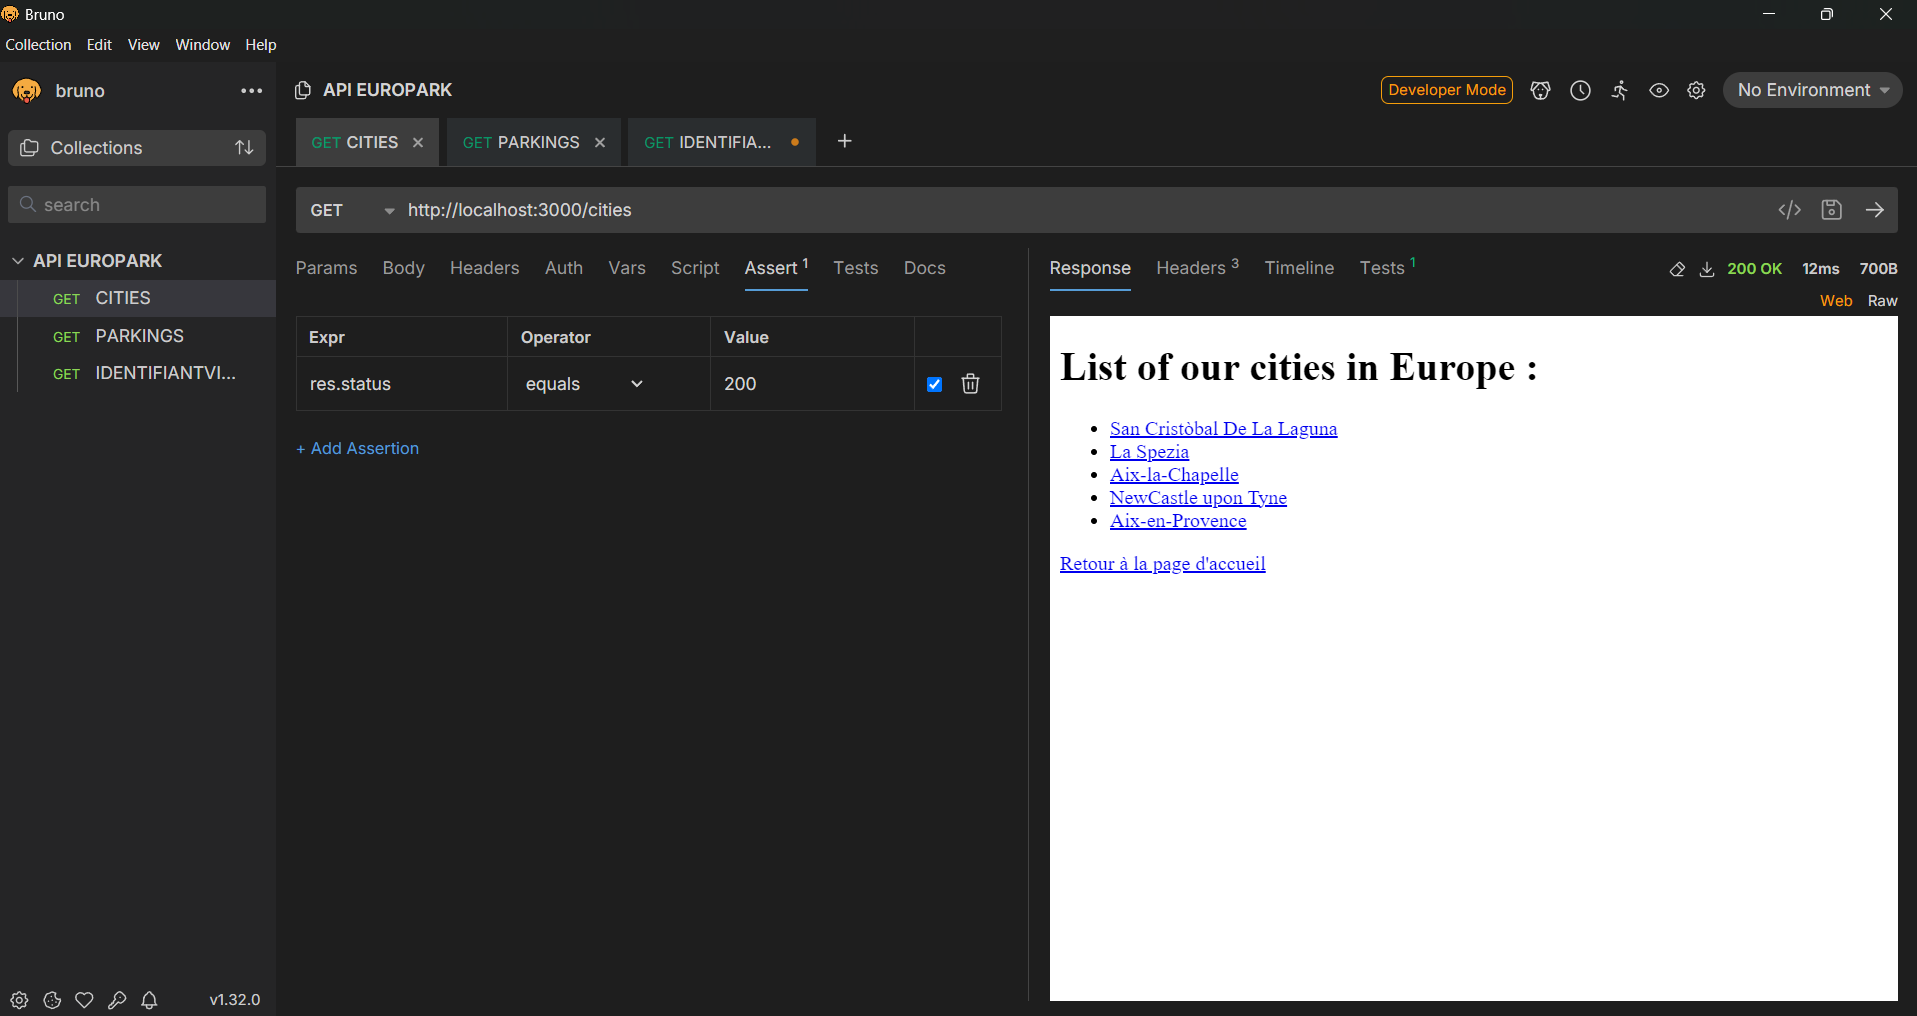 Bruno
Collection Edit View Window Help
bruno
API EUROPARK
Developer Mode
No Environment
Collections
GET CITIES
GET PARKINGS
GET IDENTIFIA...
search
GET
http://localhost:3000/cities
API EUROPARK
GET CITIES
GET PARKINGS
GET IDENTIFIANTVI...
Params Body Headers Auth Vars Script Assert 1 Tests Docs
Expr Operator Value
res.status equals 200
+ Add Assertion
Response Headers 3 Timeline Tests 1
200 OK 12ms 700B
Web Raw
List of our cities in Europe :
San Cristòbal De La Laguna
La Spezia
Aix-la-Chapelle
NewCastle upon Tyne
Aix-en-Provence
Retour à la page d'accueil
v1.32.0